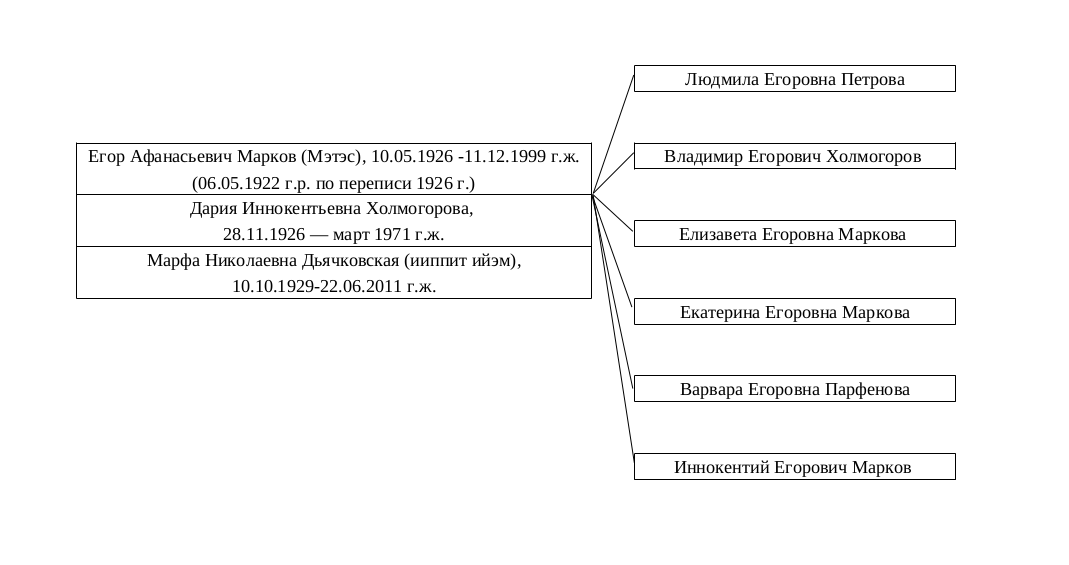 Людмила Егоровна Петрова
Егор Афанасьевич Марков (Мэтэс), 10.05.1926 -11.12.1999 г.ж.
(06.05.1922 г.р. по переписи 1926 г.)
Дария Иннокентьевна Холмогорова,
28.11.1926 — март 1971 г.ж.
Марфа Николаевна Дьячковская (ииппит ийэм),
10.10.1929-22.06.2011 г.ж.
Владимир Егорович Холмогоров
Елизавета Егоровна Маркова
Екатерина Егоровна Маркова
Варвара Егоровна Парфенова
Иннокентий Егорович Марков